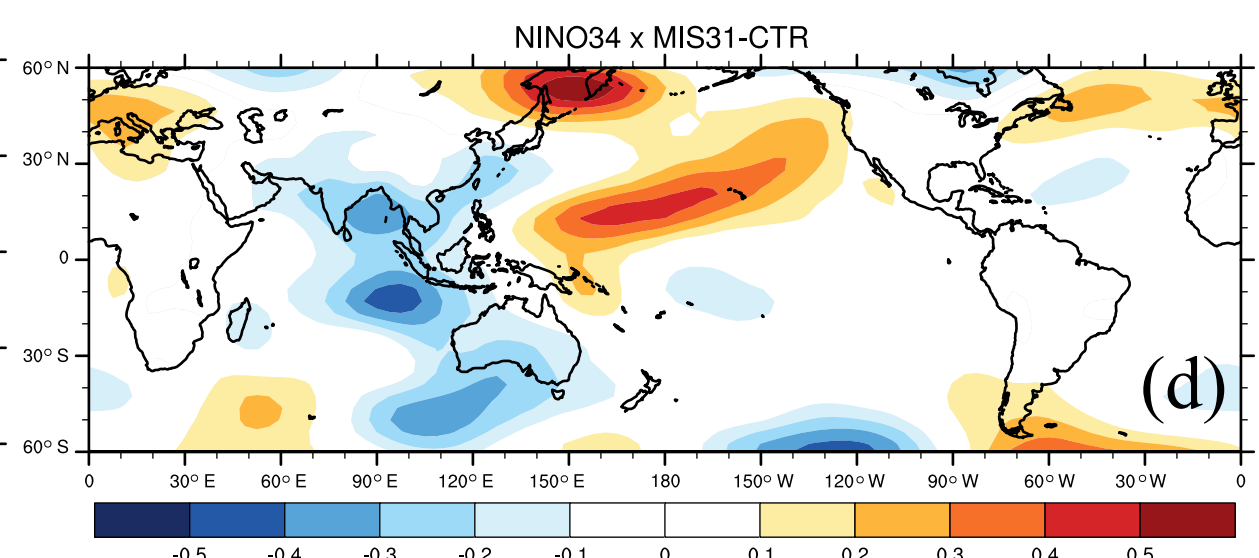 NINO34 x MIS31-CTR
60° N
30° N
0
30° S
60° S
(d)
0 30° E 60° E 90° E 120° E 150° E 180 150° W 120° W 90° W 60° W 30° W 0
-0.5 -0.4 -0.3 -0.2 -0.1 0 0.1 0.2 0.3 0.4 0.5